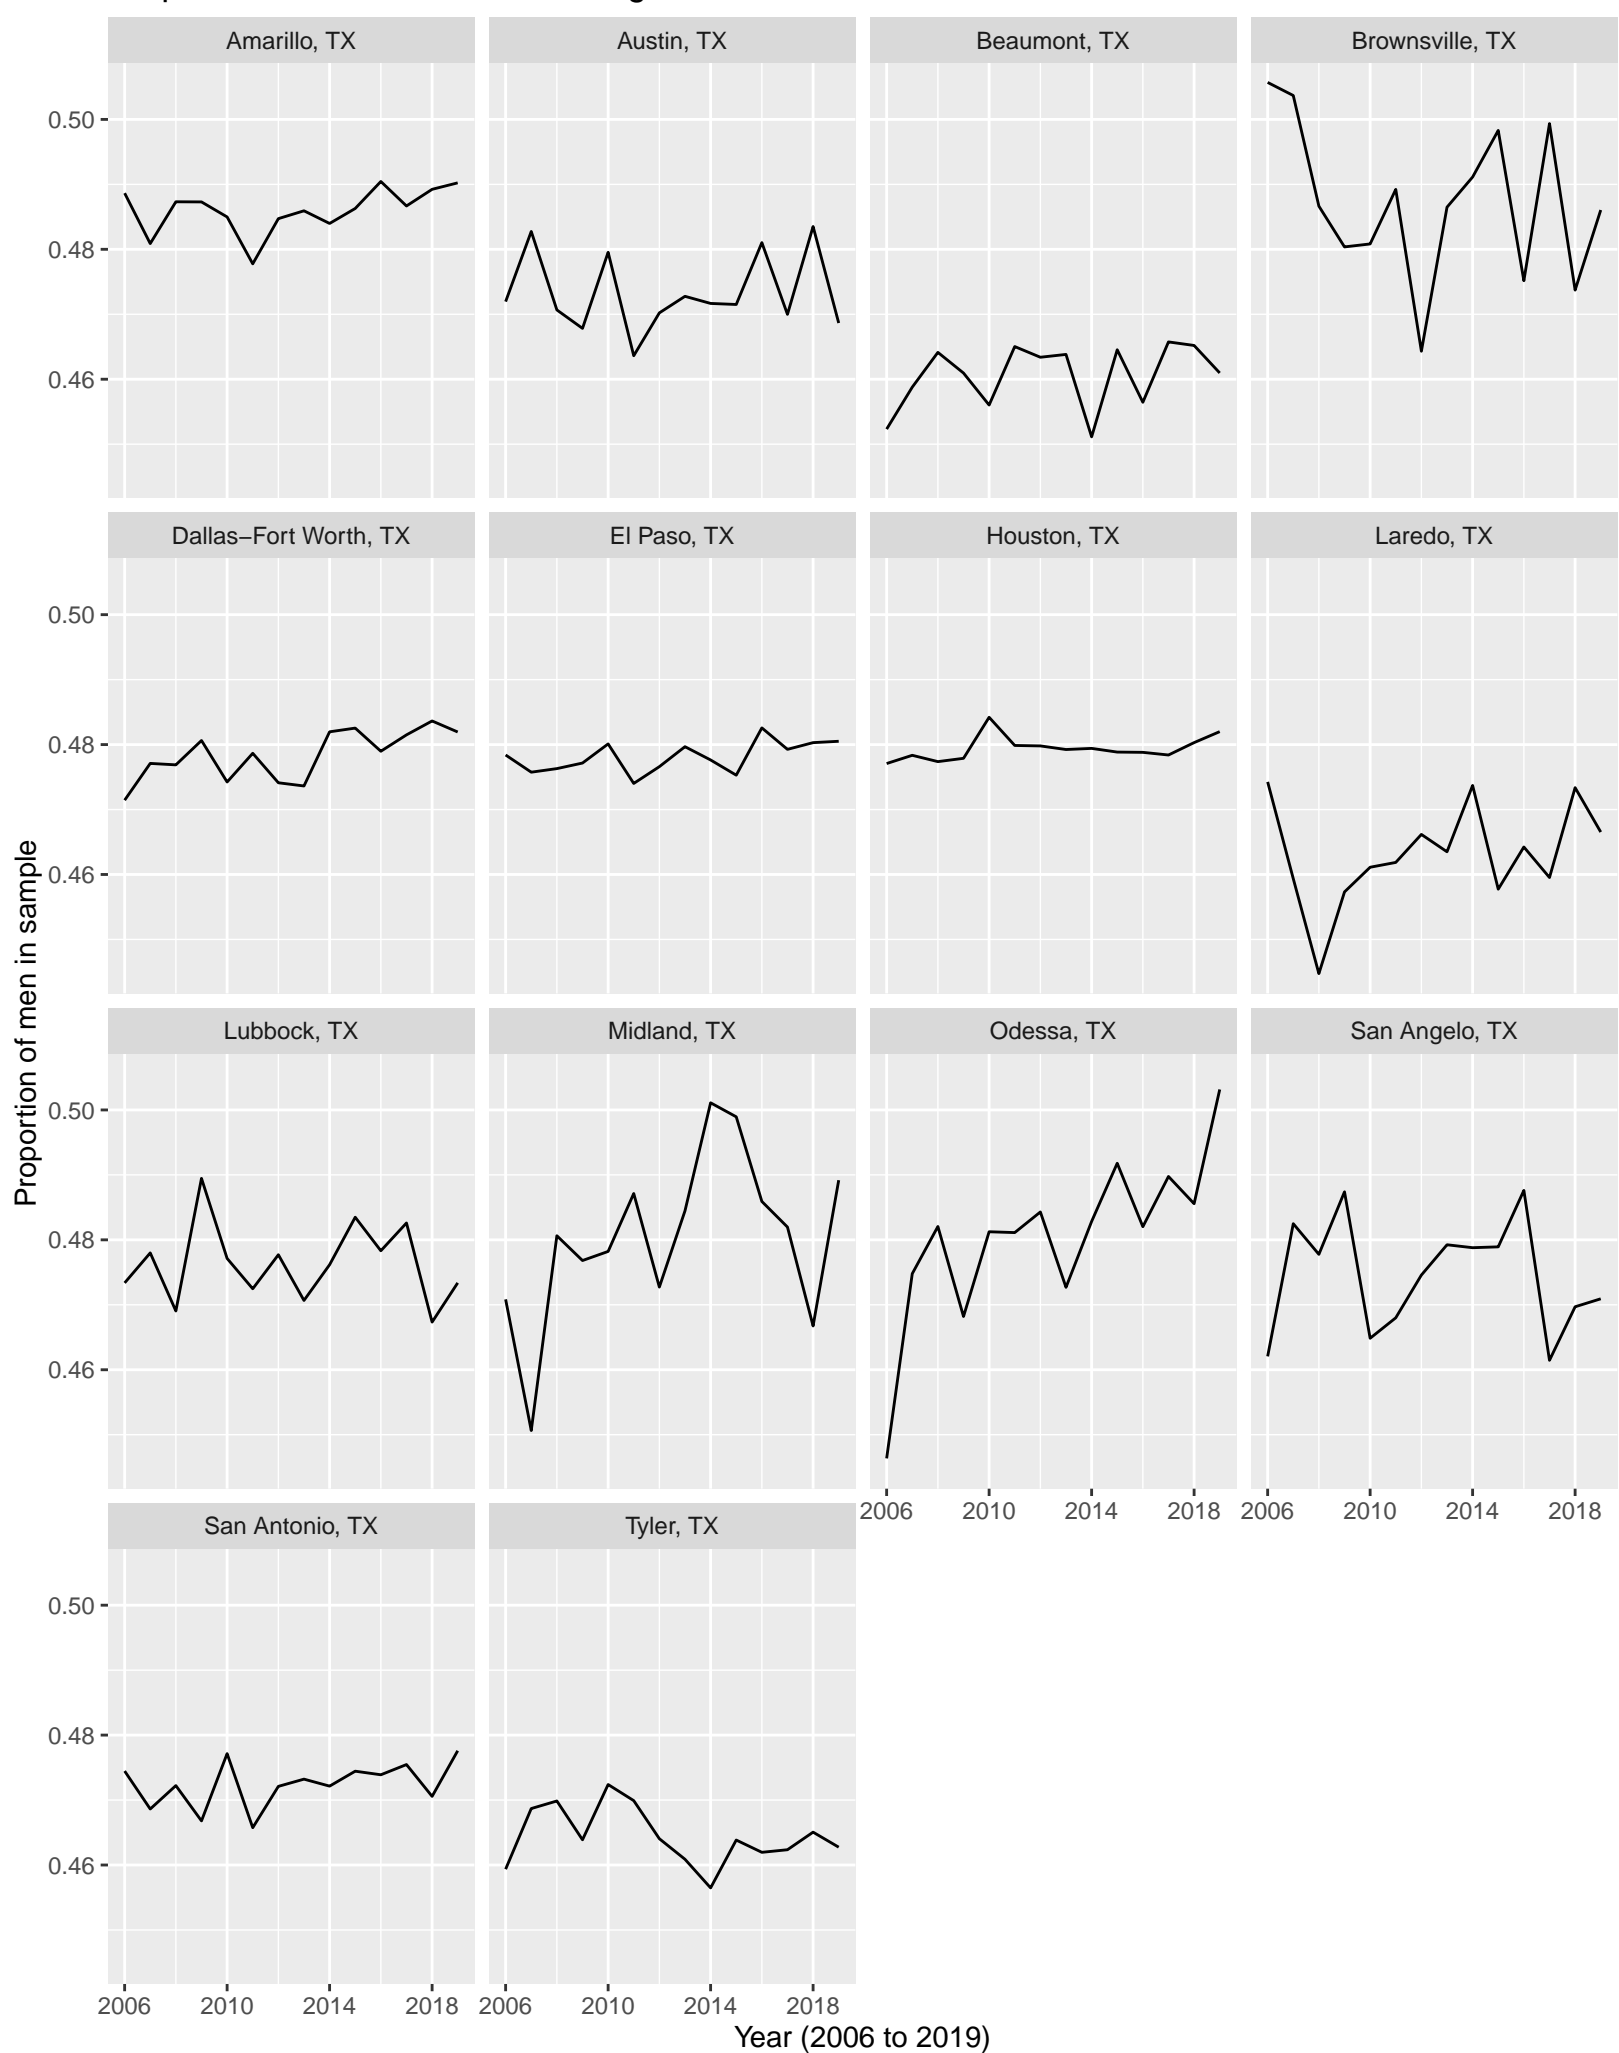 Amarillo, TX
Austin, TX
Beaumont, TX
Brownsville, TX
0.50
0.48
0.46
Dallas−Fort Worth, TX
El Paso, TX
Houston, TX
Laredo, TX
0.50
0.48
0.46
Lubbock, TX
Midland, TX
Odessa, TX
San Angelo, TX
0.50
0.48
0.46
2006 2010 2014 2018
2006 2010 2014 2018
San Antonio, TX
Tyler, TX
0.50
0.48
0.46
2006 2010 2014 2018
2006 2010 2014 2018
Year (2006 to 2019)
Proportion of men in sample